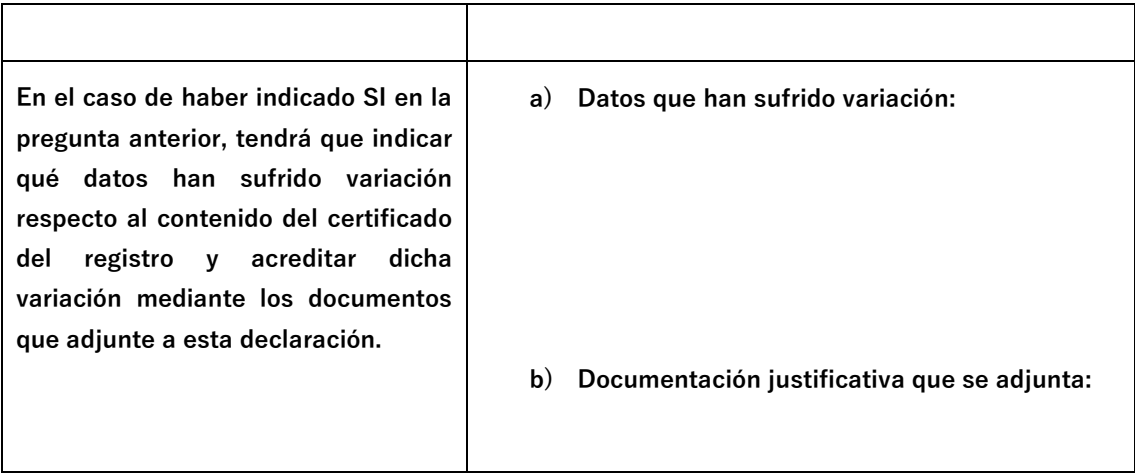 En el caso de haber indicado SI en la
pregunta anterior, tendrá que indicar
qué datos han sufrido variación
respecto al contenido del certificado
del registro y acreditar dicha
variación mediante los documentos
que adjunte a esta declaración.
a) Datos que han sufrido variación:
b) Documentación justificativa que se adjunta: